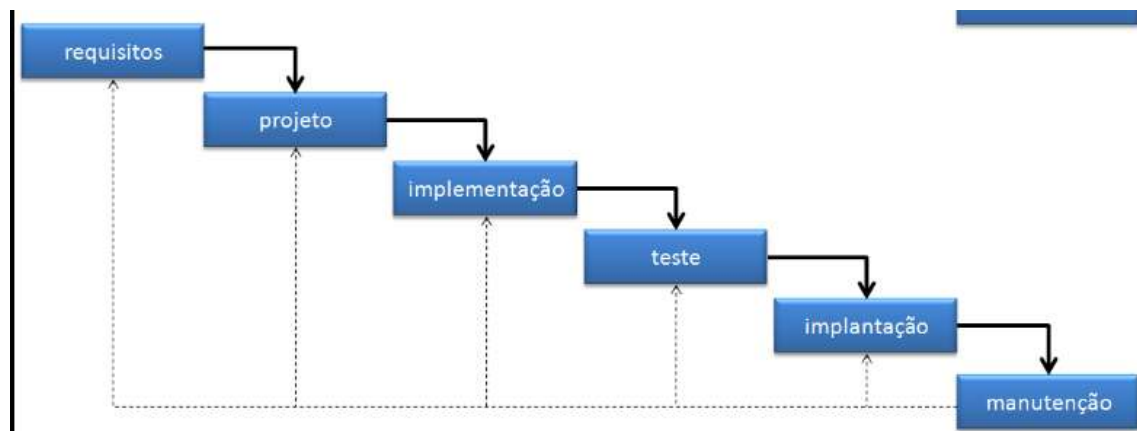 requisitos
projeto
implementação
teste
implantação
manutenção